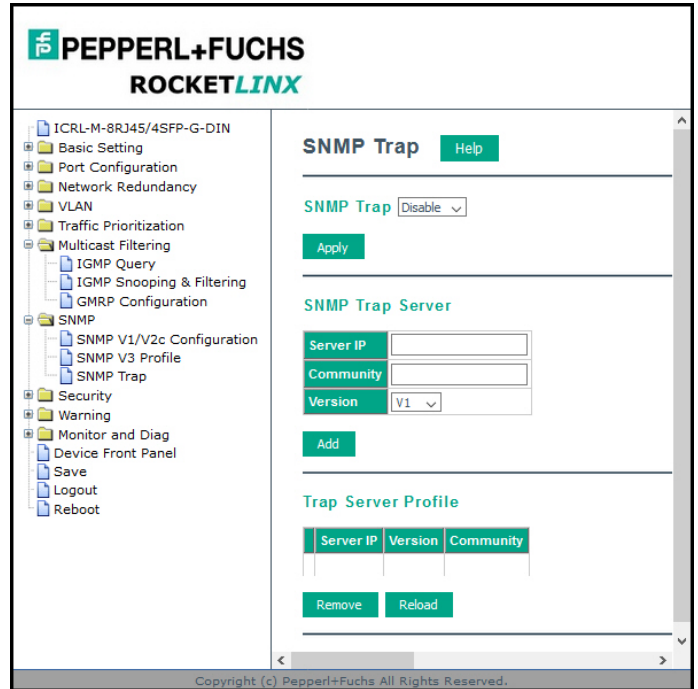 PEPPERL+FUCHS
ROCKETLINX
ICRL-M-8RJ45/4SFP-G-DIN
Basic Setting
Port Configuration
Network Redundancy
VLAN
Traffic Prioritization
Multicast Filtering
IGMP Query
IGMP Snooping & Filtering
GMRP Configuration
SNMP
SNMP V1/V2c Configuration
SNMP V3 Profile
SNMP Trap
Security
Warning
Monitor and Diag
Device Front Panel
Save
Logout
Reboot
SNMP Trap Help
SNMP Trap Disable
Apply
SNMP Trap Server
Server IP
Community
Version V1
Add
Trap Server Profile
Server IP Version Community
Remove Reload
Copyright (c) Pepperl+Fuchs All Rights Reserved.